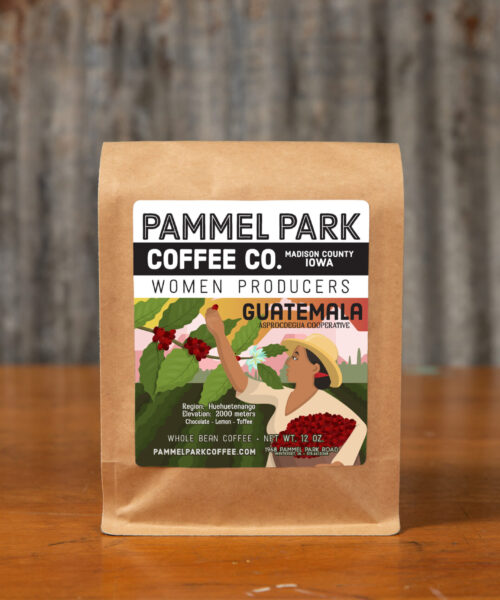 PAMMEL PARK
COFFEE CO. MADISON COUNTY IOWA
WOMEN PRODUCERS
GUATEMALA
ASPROCDEGUA COOPERATIVE
Region: Huehuetenango
Elevation: 2000 meters
Chocolate - Lemon - Toffee
WHOLE BEAN COFFEE • NET WT. 12 OZ.
PAMMELPARKCOFFEE.COM
1968 PAMMEL PARK ROAD